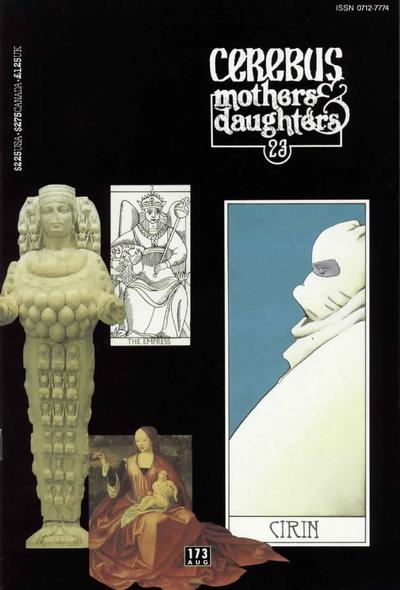 ISSN 0712-7774
$2.25 USA • $2.75 CANADA • £1.25 UK
CEREBUS
mothers &
daughters
23
THE EMPRESS
CIRIN
173
AUG